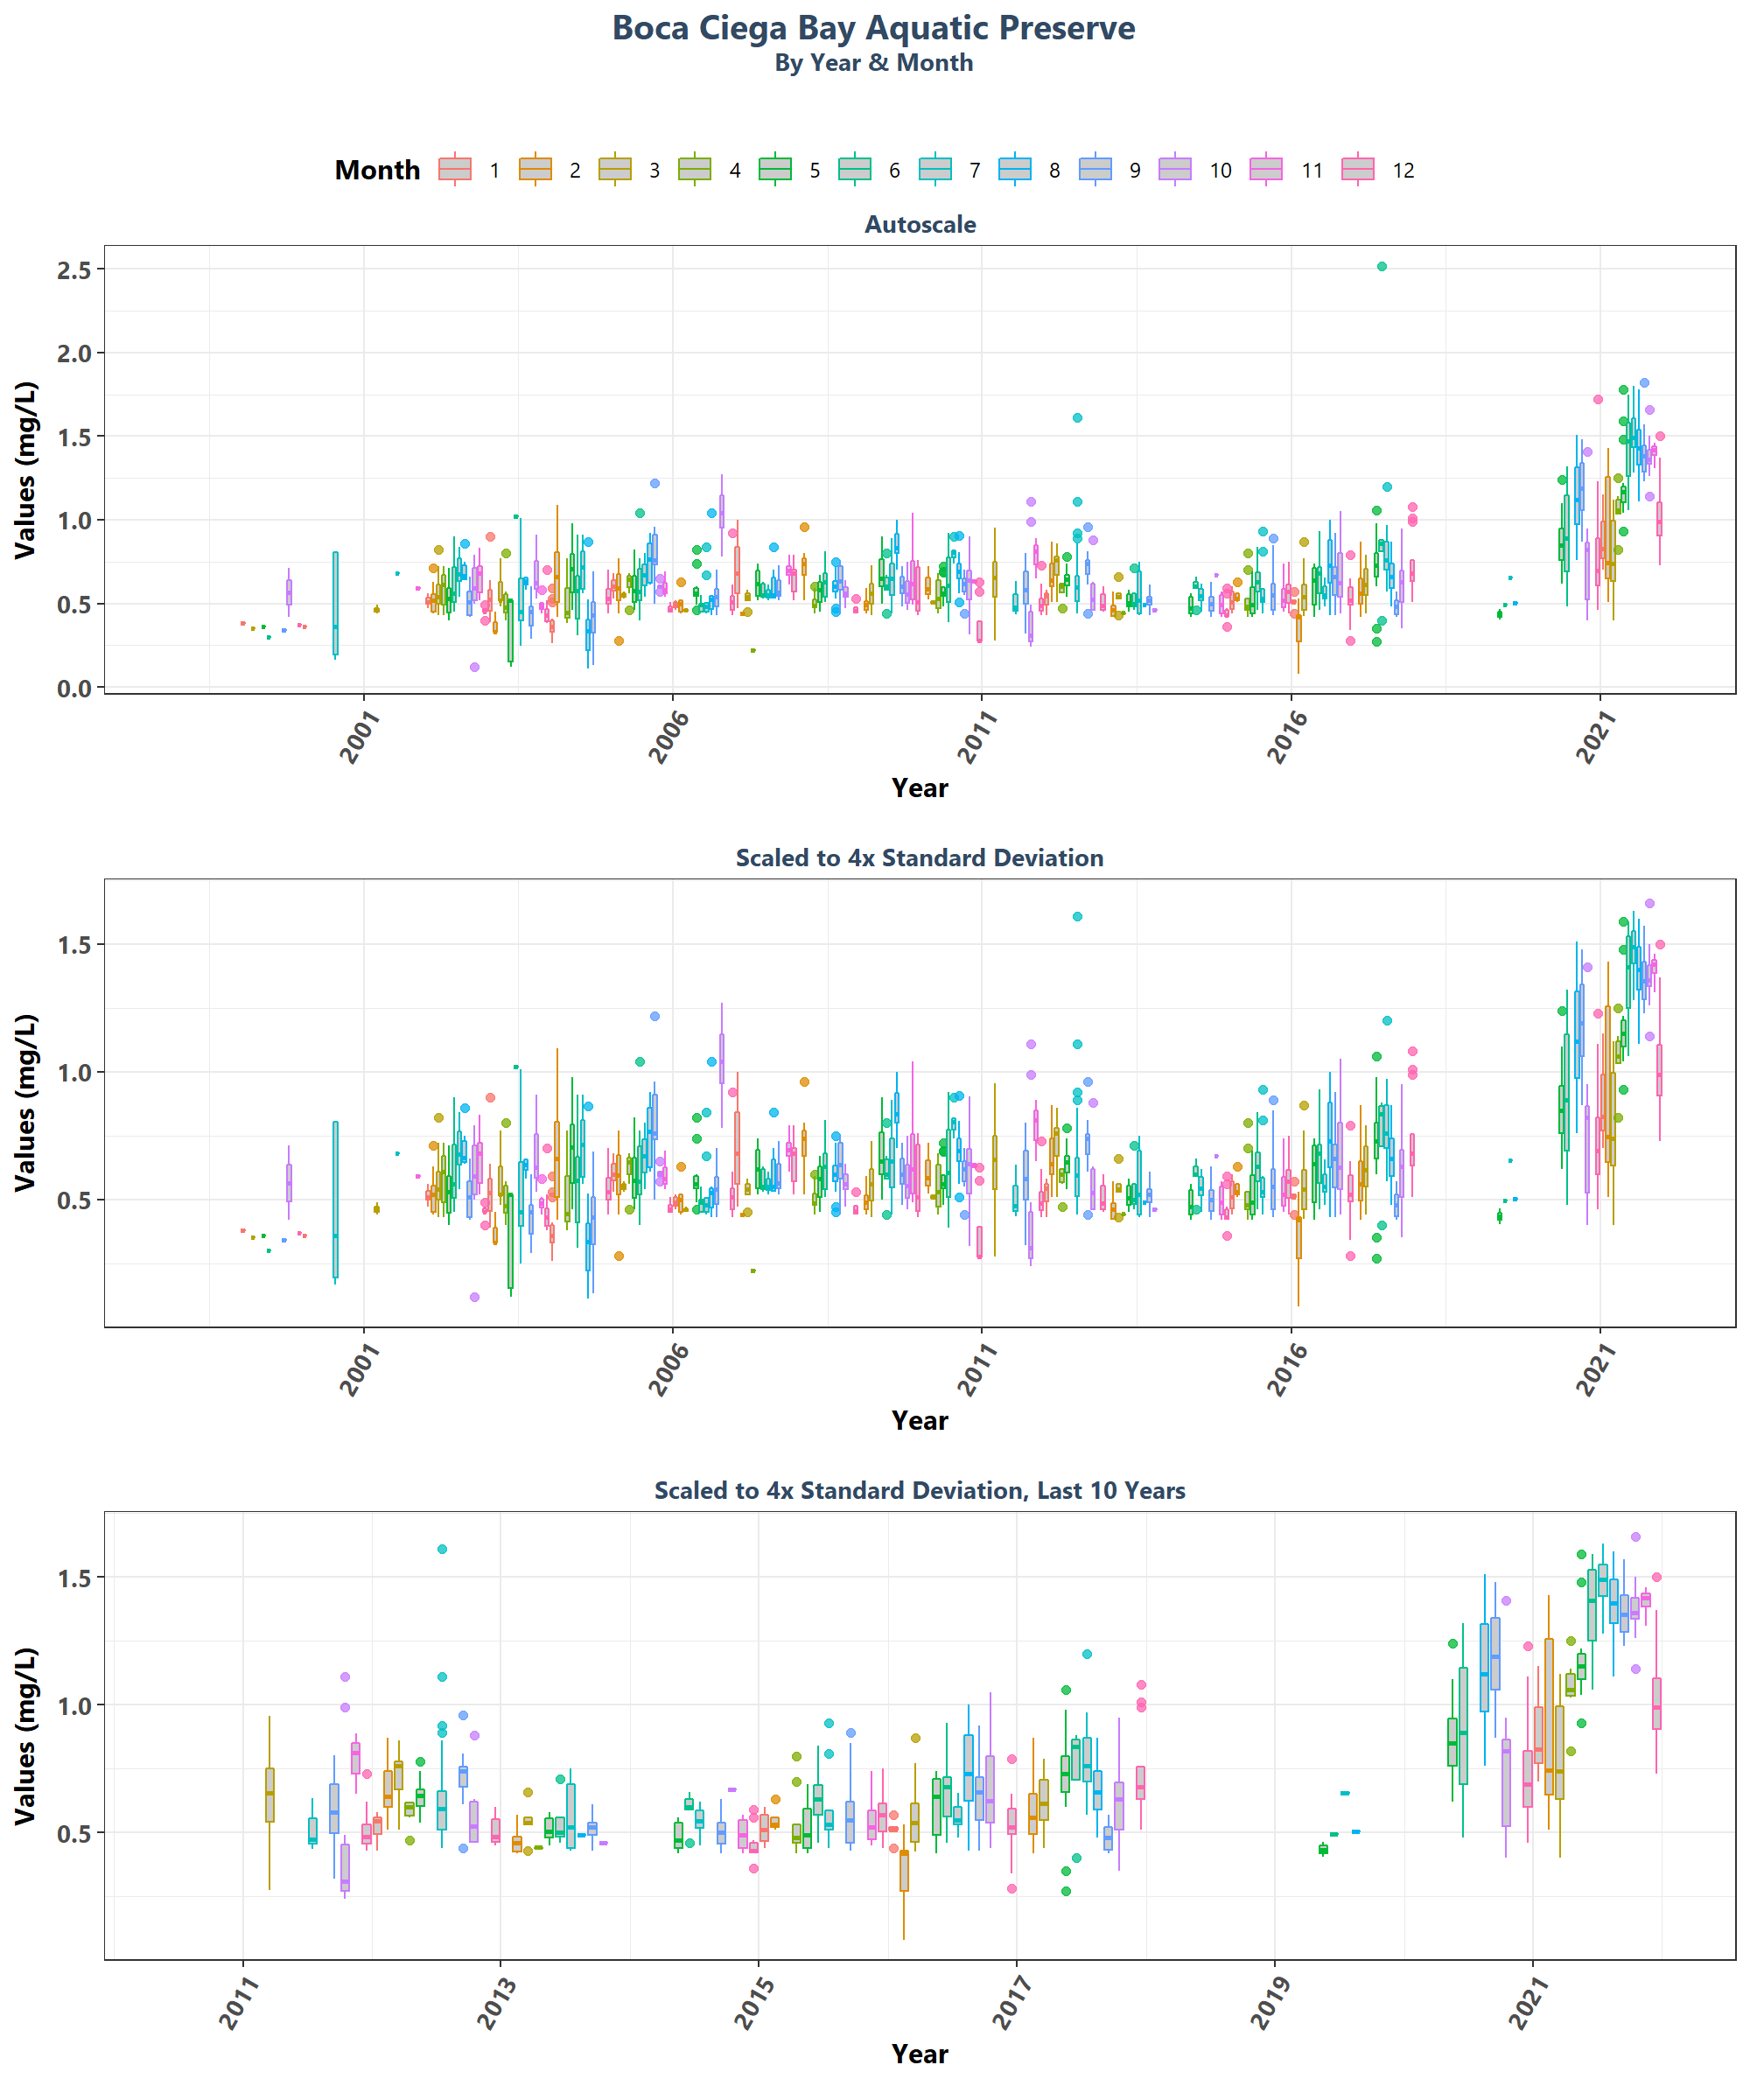 Boca Ciega Bay Aquatic Preserve
By Year & Month
Month 1 2 3 4 5 6 7 8 9 10 11 12
Autoscale
Values (mg/L)
2.5
2.0
1.5
1.0
0.5
0.0
2001 2006 2011 2016 2021
Year
Scaled to 4x Standard Deviation
Values (mg/L)
1.5
1.0
0.5
2001 2006 2011 2016 2021
Year
Scaled to 4x Standard Deviation, Last 10 Years
Values (mg/L)
1.5
1.0
0.5
2011 2013 2015 2017 2019 2021
Year